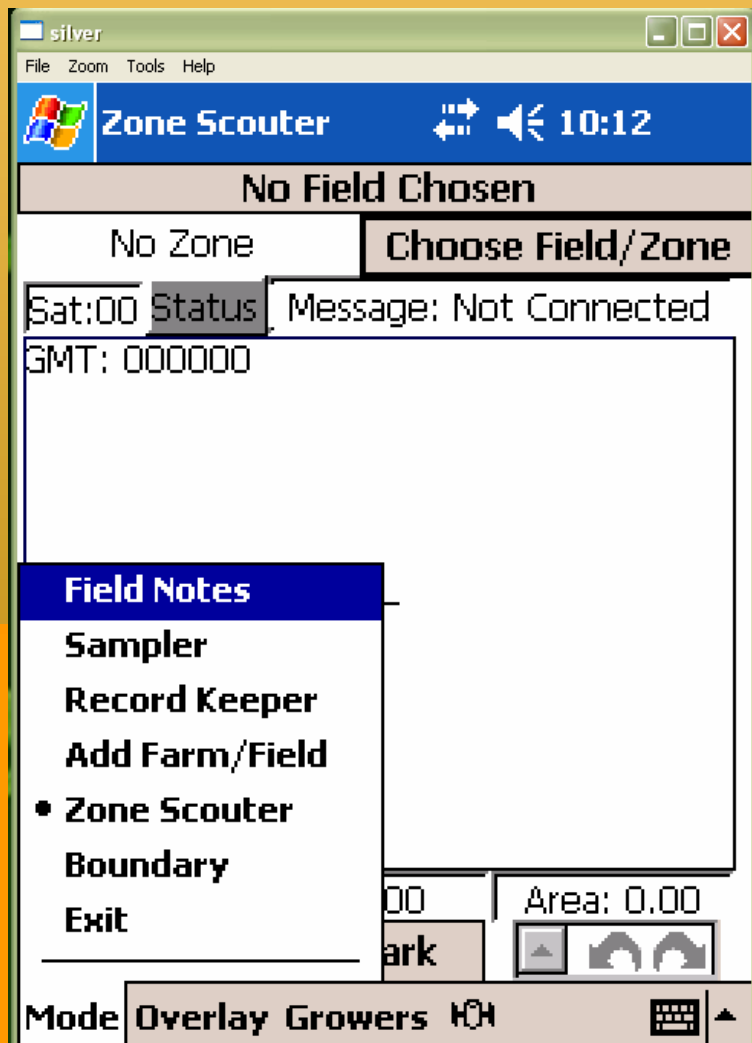 silver
File Zoom Tools Help
Zone Scouter 10:12
No Field Chosen
No Zone Choose Field/Zone
Sat:00 Status Message: Not Connected
GMT: 000000
Field Notes
Sampler
Record Keeper
Add Farm/Field
• Zone Scouter
Boundary
Exit
00 Area: 0.00
ark
Mode Overlay Growers